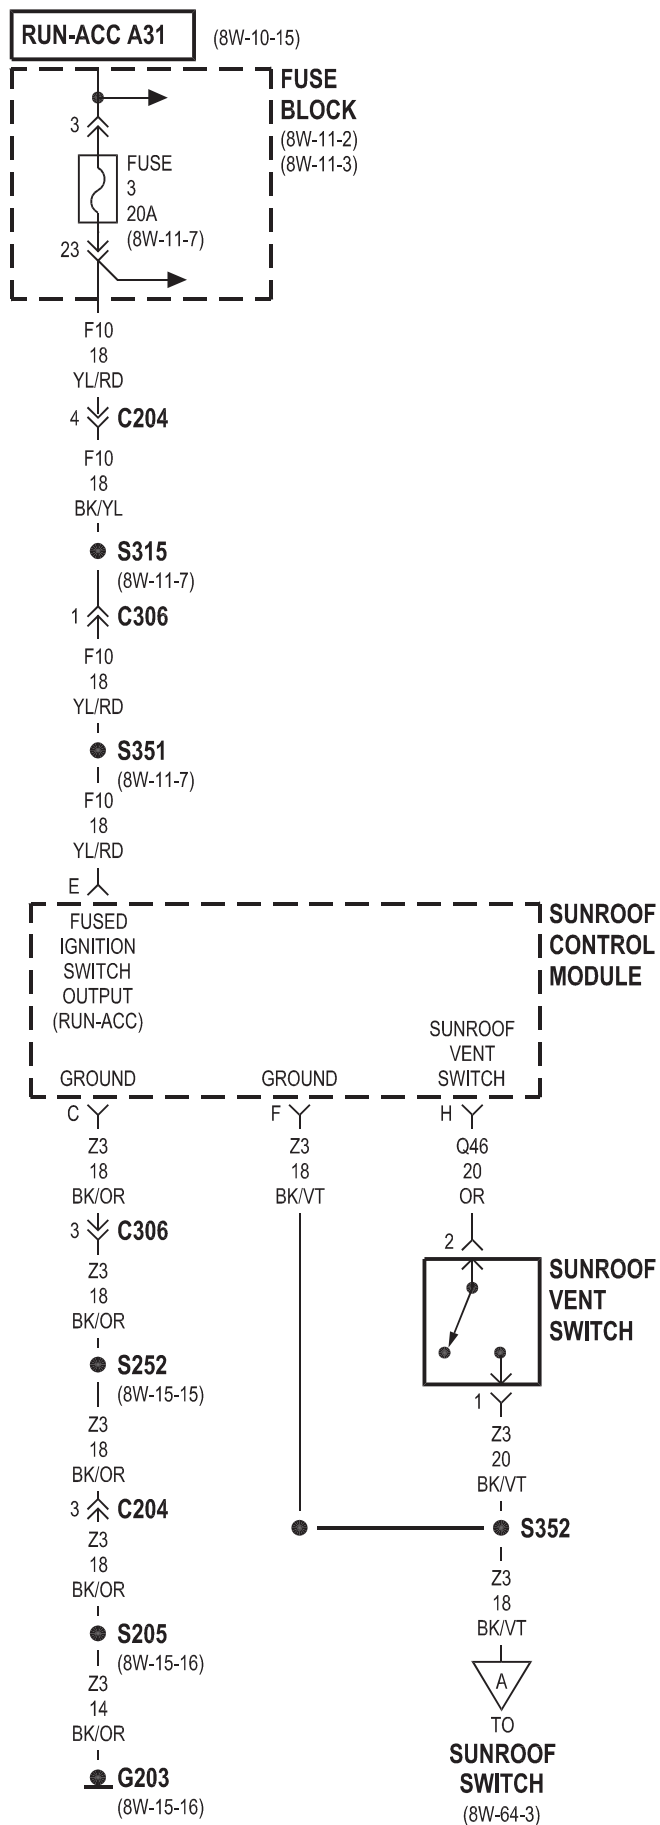 RUN-ACC A31 (8W-10-15)
FUSE
BLOCK
(8W-11-2)
(8W-11-3)
3
FUSE
3
20A
(8W-11-7)
23
F10
18
YL/RD
4 C204
F10
18
BK/YL
S315
(8W-11-7)
1 C306
F10
18
YL/RD
S351
(8W-11-7)
F10
18
YL/RD
E
SUNROOF
CONTROL
MODULE
FUSED
IGNITION
SWITCH
OUTPUT
(RUN-ACC)
SUNROOF
VENT
SWITCH
GROUND
GROUND
C
F
H
Z3
18
BK/OR
Z3
18
BK/VT
Q46
20
OR
3 C306
2
Z3
18
BK/OR
SUNROOF
VENT
SWITCH
S252
(8W-15-15)
1
Z3
18
BK/OR
Z3
20
BK/VT
3 C204
S352
Z3
18
BK/OR
Z3
18
BK/VT
S205
(8W-15-16)
A
Z3
14
BK/OR
TO
SUNROOF
SWITCH
(8W-64-3)
G203
(8W-15-16)